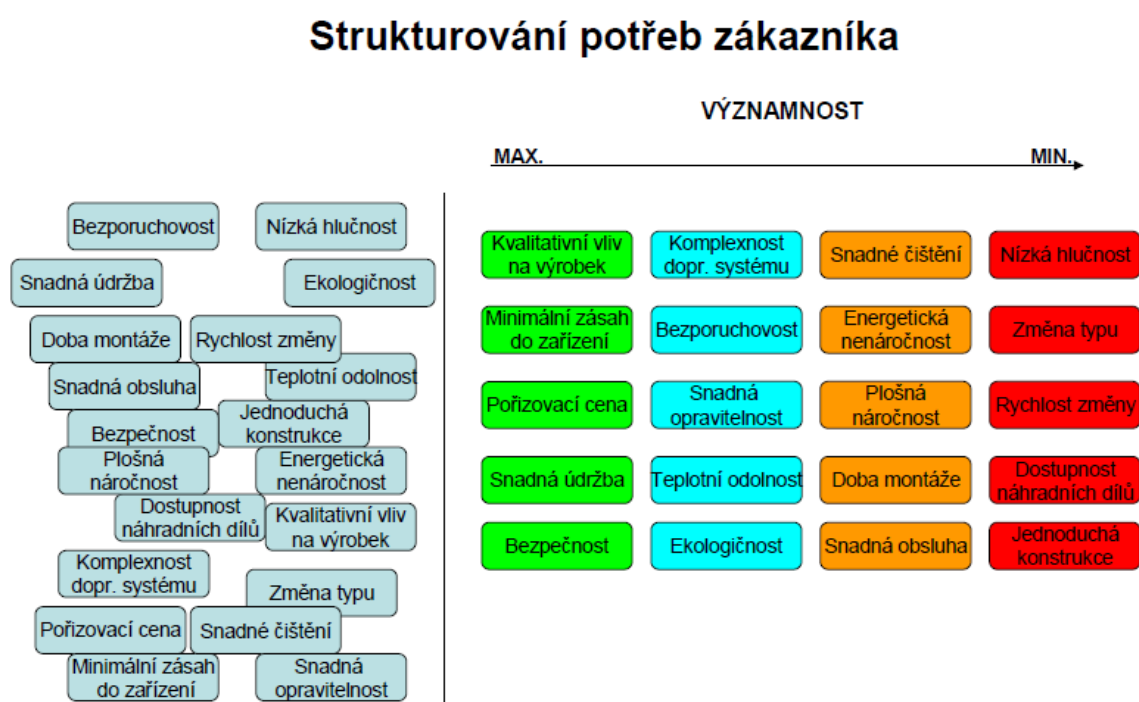 Strukturování potřeb zákazníka
VÝZNAMNOST
MAX.
MIN.
Bezporuchovost
Nízká hlučnost
Snadná údržba
Ekologičnost
Doba montáže
Rychlost změny
Snadná obsluha
Teplotní odolnost
Bezpečnost
Jednoduchá
konstrukce
Plošná
náročnost
Energetická
nenáročnost
Dostupnost
náhradních dílů
Kvalitativní vliv
na výrobek
Komplexnost
dopr. systému
Změna typu
Pořizovací cena
Snadné čištění
Minimální zásah
do zařízení
Snadná
opravitelnost
Kvalitativní vliv
na výrobek
Komplexnost
dopr. systému
Snadné čištění
Nízká hlučnost
Minimální zásah
do zařízení
Bezporuchovost
Energetická
nenáročnost
Změna typu
Pořizovací cena
Snadná
opravitelnost
Plošná
náročnost
Rychlost změny
Snadná údržba
Teplotní odolnost
Doba montáže
Dostupnost
náhradních dílů
Bezpečnost
Ekologičnost
Snadná obsluha
Jednoduchá
konstrukce